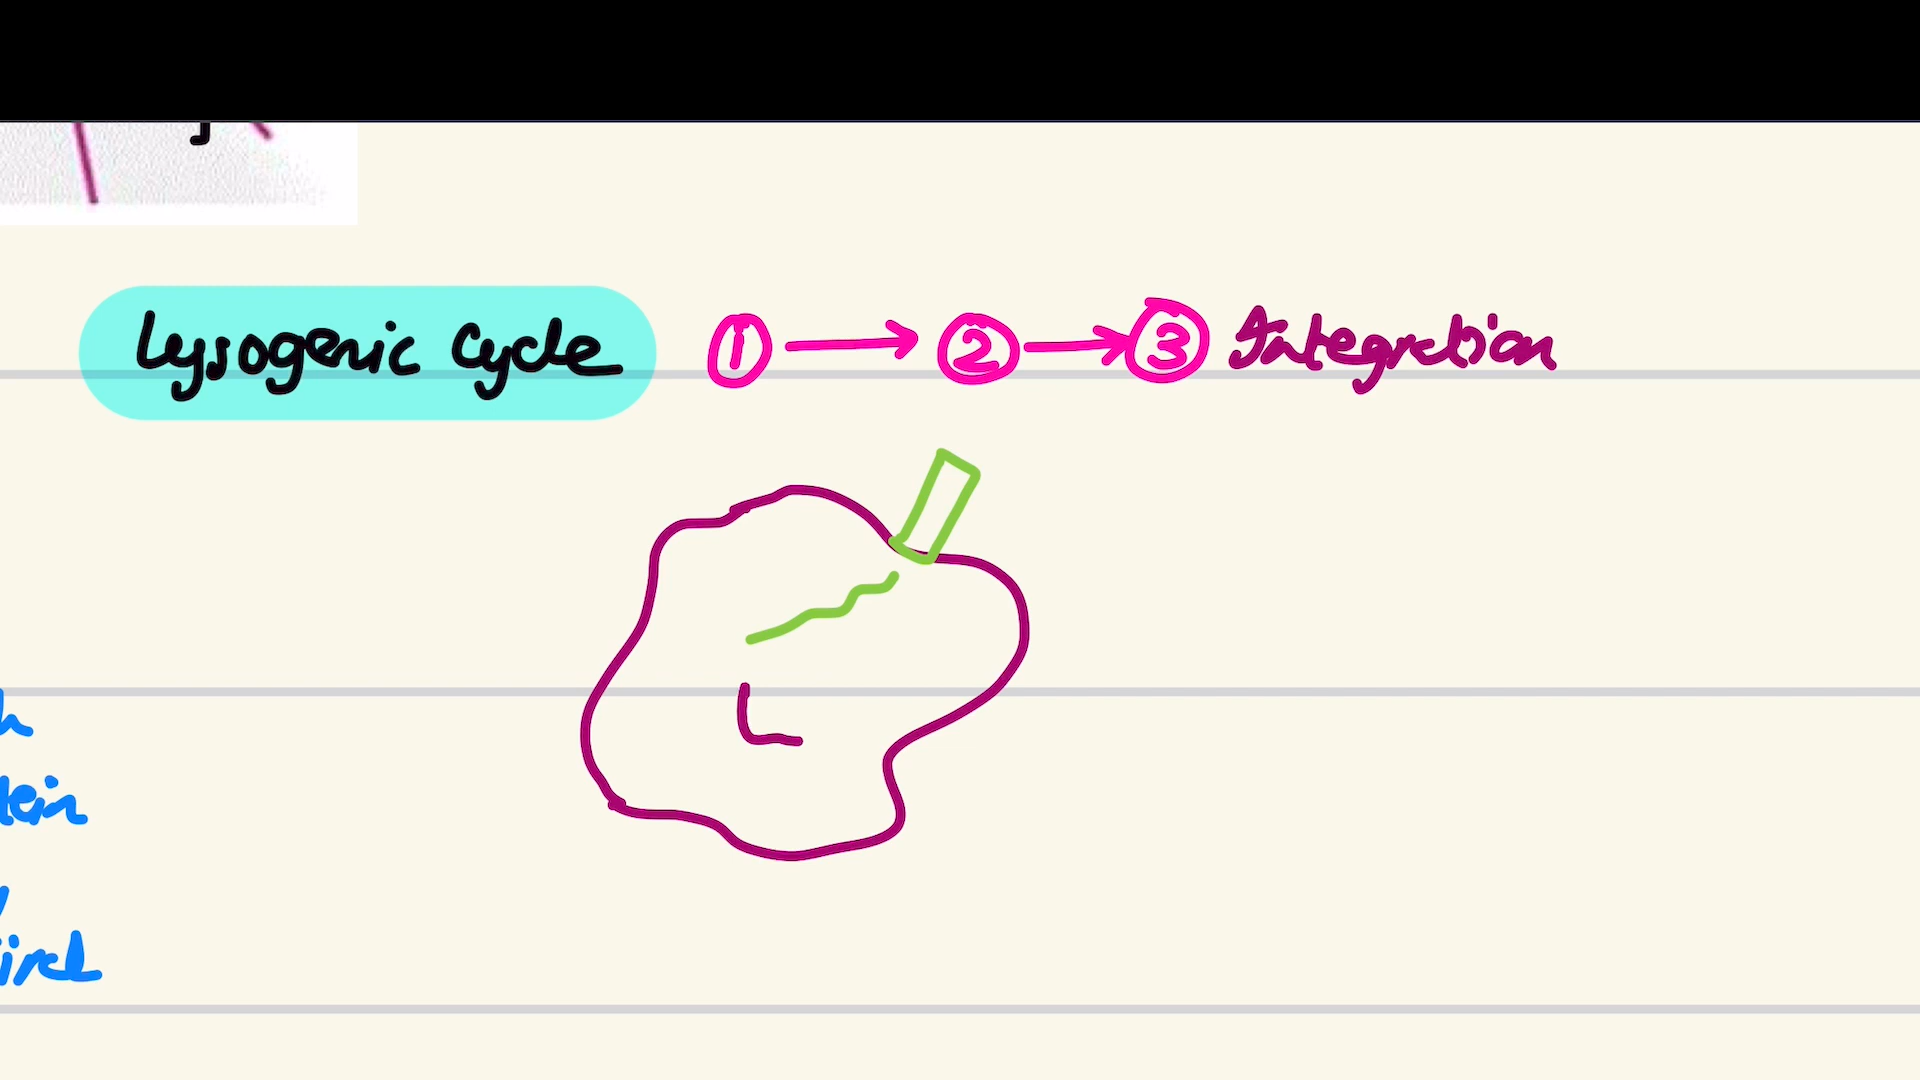 Lysogenic Cycle ① → ② → ③ Integration